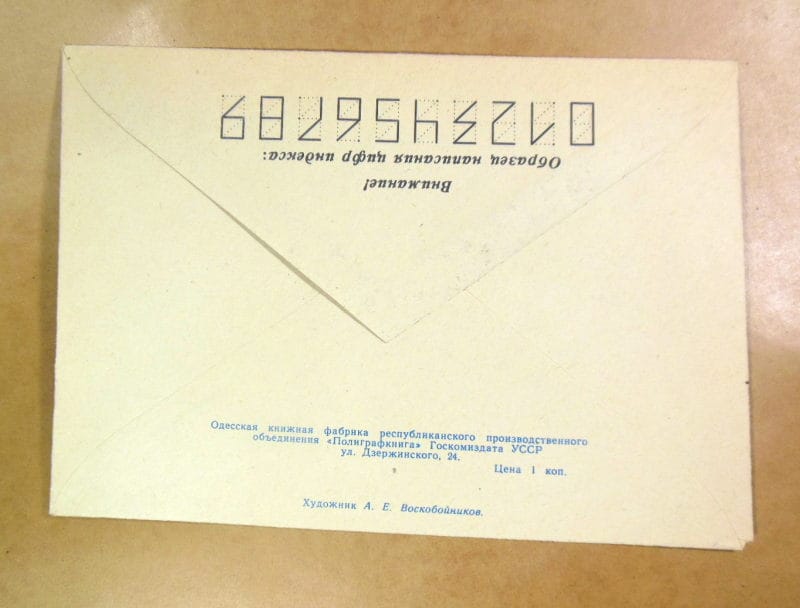 Внимание!
Образец написания цифр индекса:
0123456789
Одесская книжная фабрика республиканского производственного
объединения «Полиграфкнига» Госкомиздата УССР
ул. Дзержинского, 24.
Цена 1 коп.
Художник А. Е. Воскобойников.